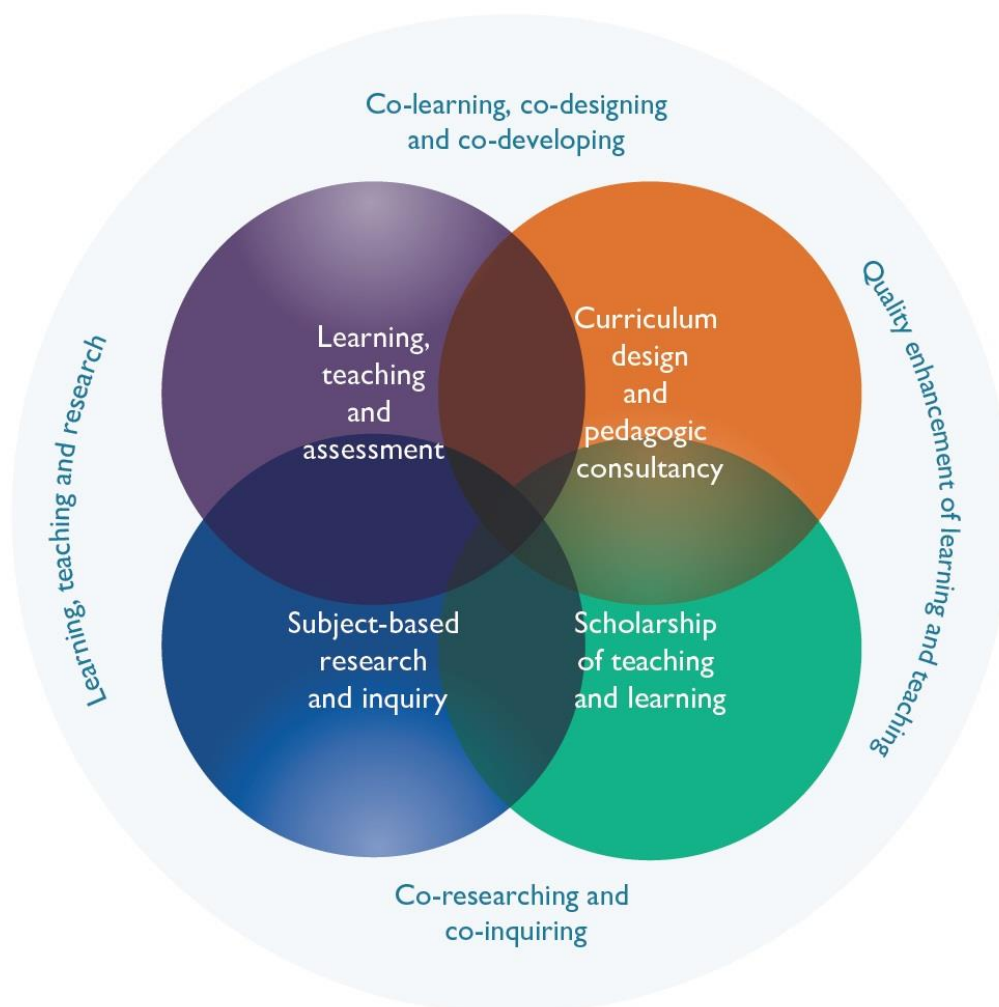 Co-learning, co-designing
and co-developing
Learning,
teaching
and
assessment
Curriculum
design
and
pedagogic
consultancy
Learning, teaching and research
Quality enhancement of learning and teaching
Subject-based
research
and inquiry
Scholarship
of teaching
and learning
Co-researching and
co-inquiring